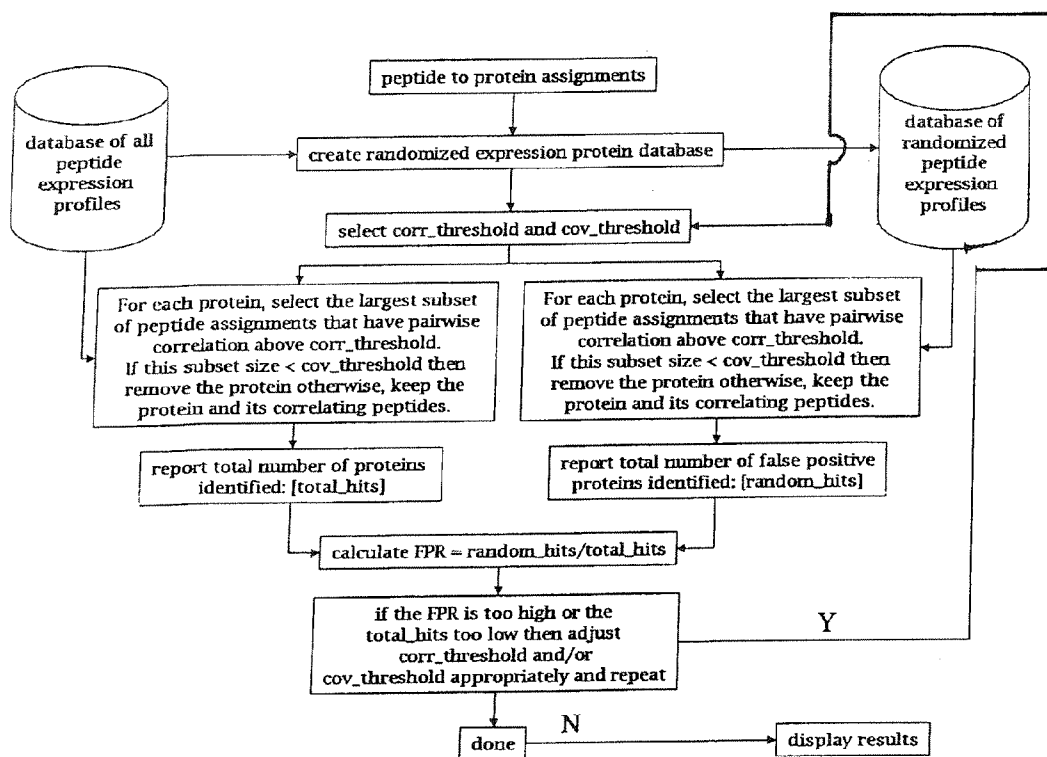 peptide to protein assignments
database of all
peptide
expression
profiles
create randomized expression protein database
database of
randomized
peptide
expression
profiles
select corr_threshold and cov_threshold
For each protein, select the largest subset
of peptide assignments that have pairwise
correlation above corr_threshold.
If this subset size < cov_threshold then
remove the protein otherwise, keep the
protein and its correlating peptides.
For each protein, select the largest subset
of peptide assignments that have pairwise
correlation above corr_threshold.
If this subset size < cov_threshold then
remove the protein otherwise, keep the
protein and its correlating peptides.
report total number of proteins
identified: [total_hits]
report total number of false positive
proteins identified: [random_hits]
calculate FPR = random_hits/total_hits
if the FPR is too high or the
total_hits too low then adjust
corr_threshold and/or
cov_threshold appropriately and repeat
Y
N
done
display results